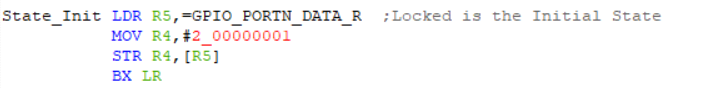 State_Init LDR R5,=GPIO_PORTN_DATA_R ;Locked is the Initial State
MOV R4,#2_00000001
STR R4,[R5]
BX LR